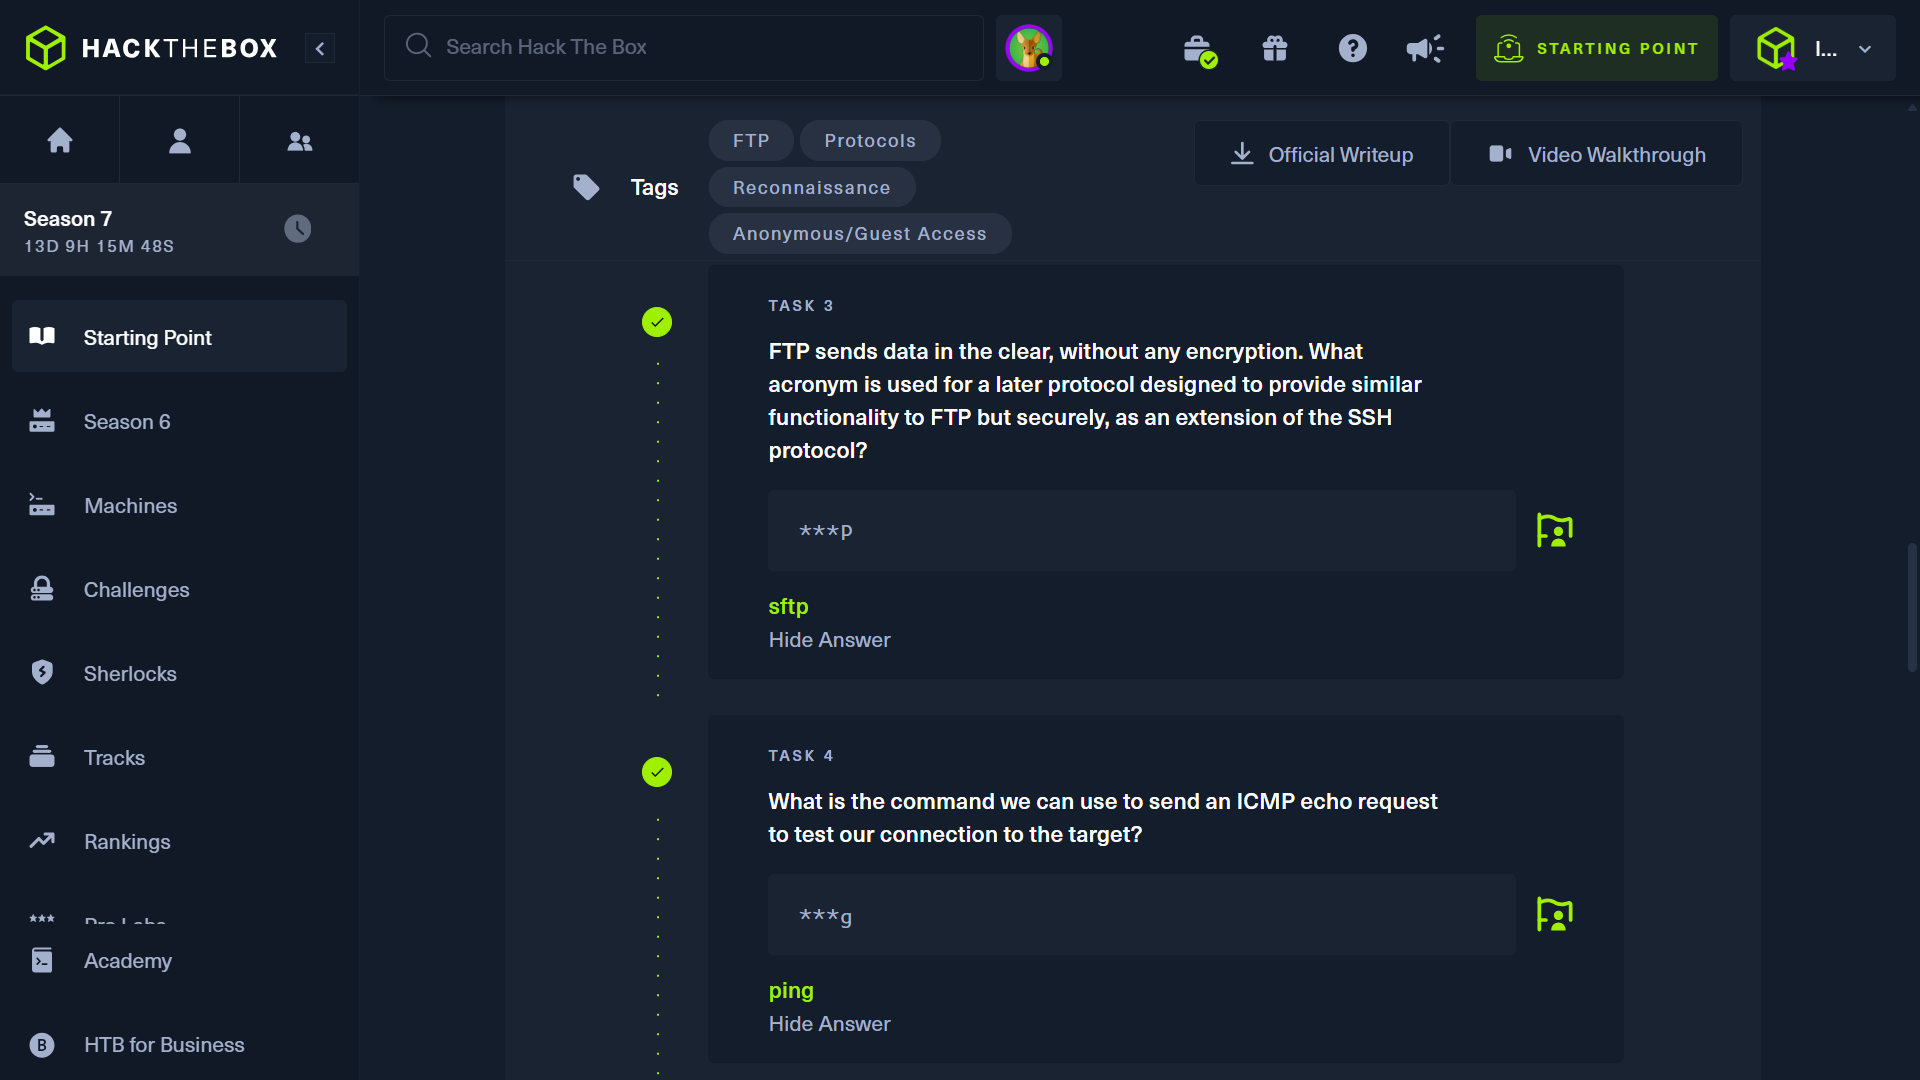 HACKTHEBOX
Search Hack The Box
STARTING POINT
I...
Season 7
13D 9H 15M 48S
Starting Point
Season 6
Machines
Challenges
Sherlocks
Tracks
Rankings
Pro Labs
Academy
B
HTB for Business
Tags
FTP
Protocols
Reconnaissance
Anonymous/Guest Access
Official Writeup
Video Walkthrough
TASK 3
FTP sends data in the clear, without any encryption. What
acronym is used for a later protocol designed to provide similar
functionality to FTP but securely, as an extension of the SSH
protocol?
***P
sftp
Hide Answer
TASK 4
What is the command we can use to send an ICMP echo request
to test our connection to the target?
***g
ping
Hide Answer